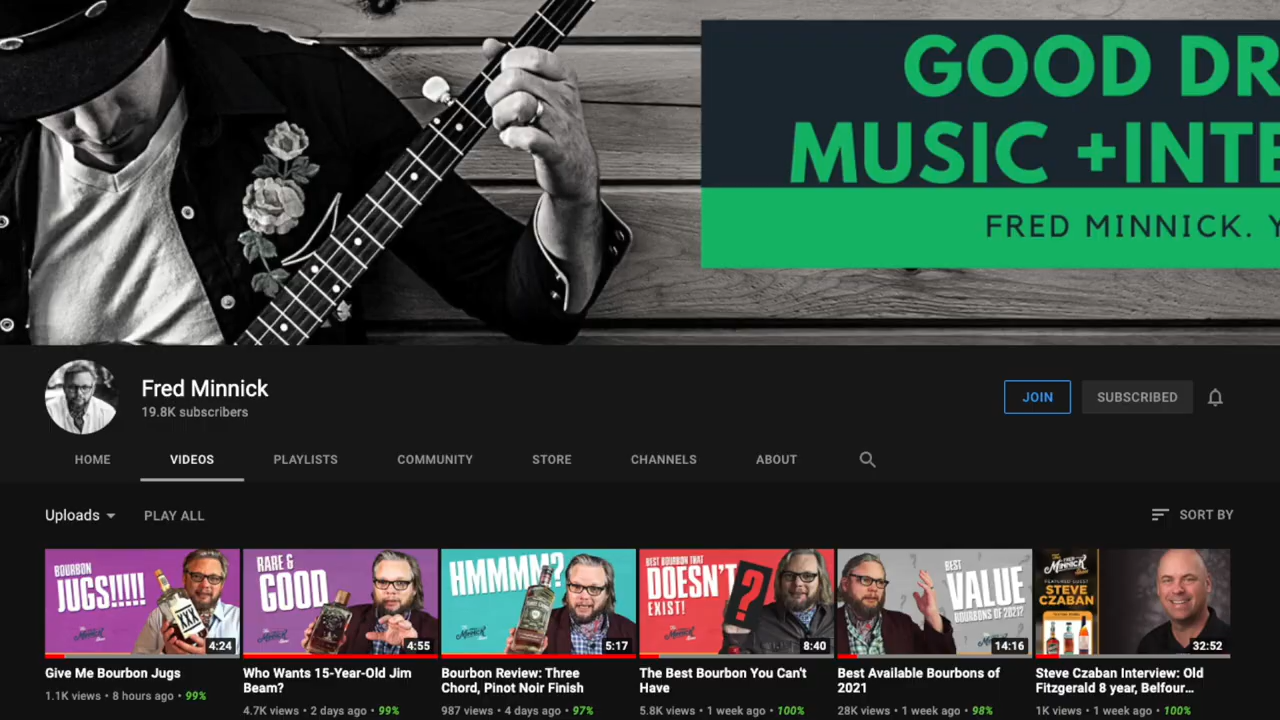 GOOD DR
MUSIC +INTE
FRED MINNICK. Y
Fred Minnick
19.8K subscribers
JOIN
SUBSCRIBED
HOME
VIDEOS
PLAYLISTS
COMMUNITY
STORE
CHANNELS
ABOUT
Uploads
PLAY ALL
SORT BY
BOURBON
JUGS!!!!!
XXX
4:24
Give Me Bourbon Jugs
1.1K views • 8 hours ago • 99%
RARE &
GOOD
4:55
Who Wants 15-Year-Old Jim
Beam?
4.7K views • 2 days ago • 99%
HMMMM?
5:17
Bourbon Review: Three
Chord, Pinot Noir Finish
987 views • 4 days ago • 97%
BEST BOURBON THAT
DOESN'T
EXIST!
?
8:40
The Best Bourbon You Can't
Have
5.8K views • 1 week ago • 100%
BEST
VALUE
BOURBONS OF 2021?
14:16
Best Available Bourbons of
2021
28K views • 1 week ago • 98%
Minnick
FEATURED GUEST
STEVE
CZABAN
32:52
Steve Czaban Interview: Old
Fitzgerald 8 year, Belfour...
1K views • 1 week ago • 100%